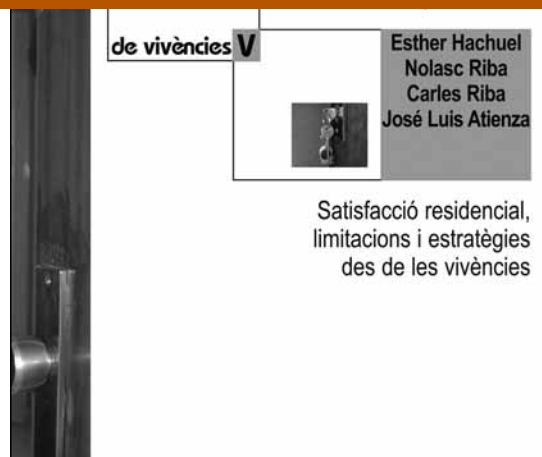 de vivències V
Esther Hachuel
Nolasc Riba
Carles Riba
José Luis Atienza
Satisfacció residencial,
limitacions i estratègies
des de les vivències